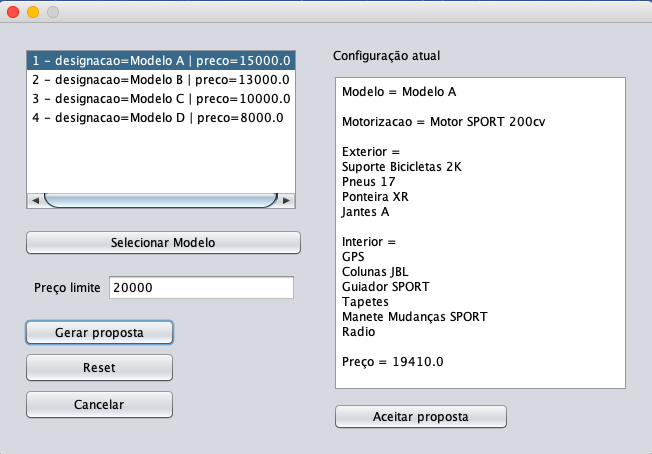 1 - designacao=Modelo A | preco=15000.0
2 - designacao=Modelo B | preco=13000.0
3 - designacao=Modelo C | preco=10000.0
4 - designacao=Modelo D | preco=8000.0
Selecionar Modelo
Preço limite 20000
Gerar proposta
Reset
Cancelar
Configuração atual
Modelo = Modelo A
Motorizacao = Motor SPORT 200cv
Exterior =
Suporte Bicicletas 2K
Pneus 17
Ponteira XR
Jantes A
Interior =
GPS
Colunas JBL
Guiador SPORT
Tapetes
Manete Mudanças SPORT
Radio
Preço = 19410.0
Aceitar proposta